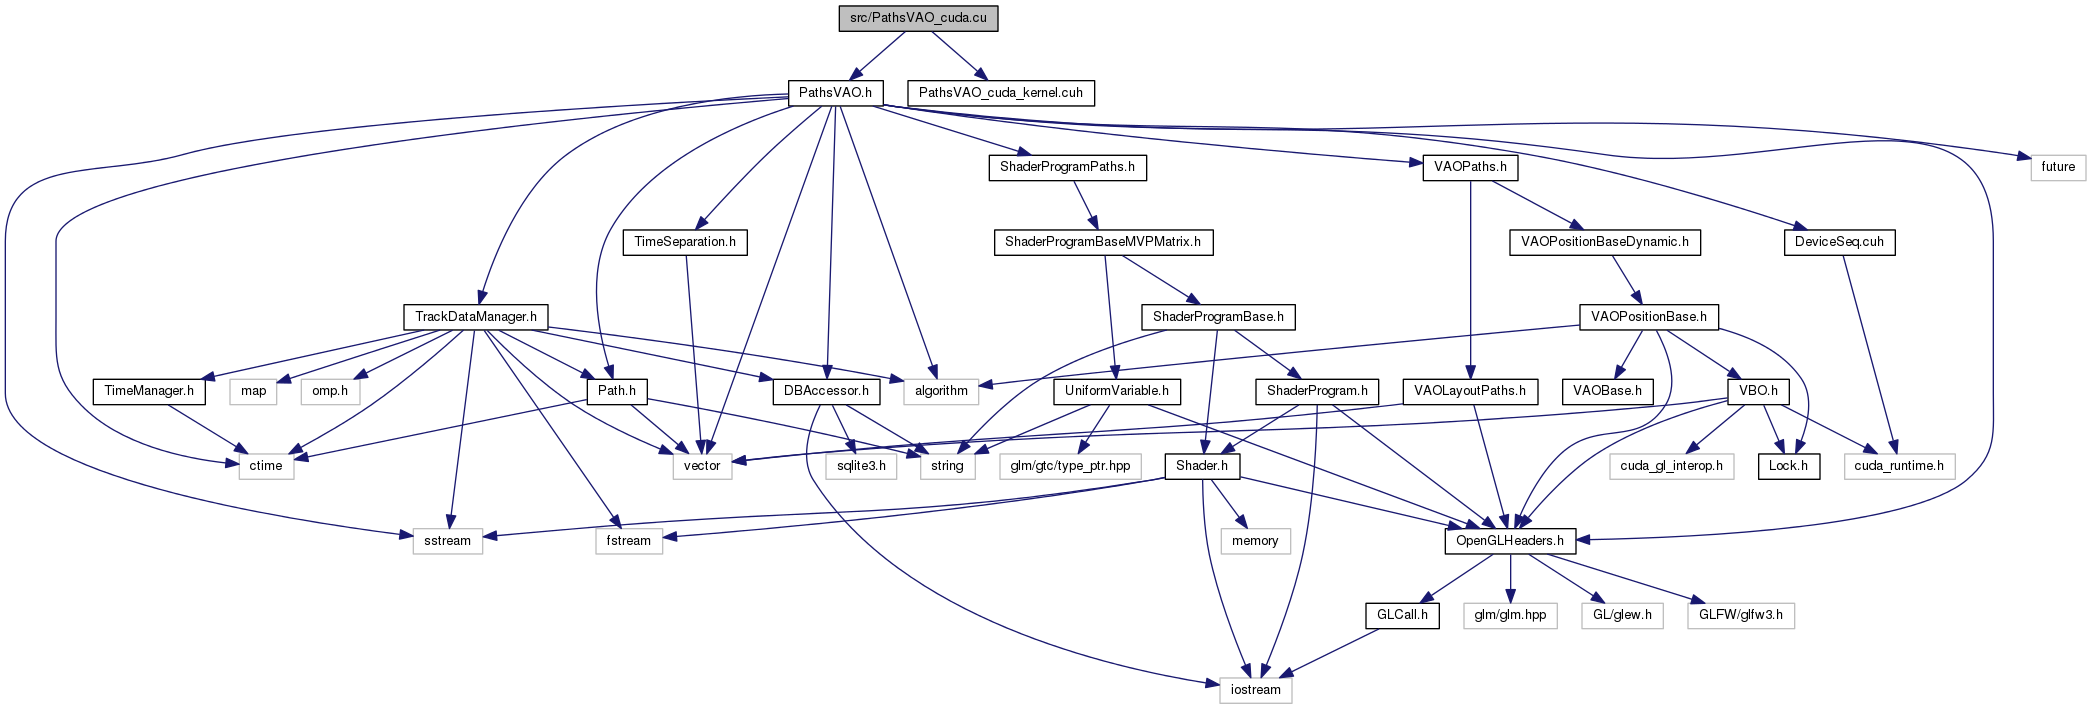 src/PathsVAO_cuda.cu
PathsVAO.h
PathsVAO_cuda_kernel.cuh
ShaderProgramPaths.h
VAOPaths.h
future
TimeSeparation.h
ShaderProgramBaseMVPMatrix.h
VAOPositionBaseDynamic.h
DeviceSeq.cuh
TrackDataManager.h
ShaderProgramBase.h
VAOPositionBase.h
TimeManager.h
map
omp.h
Path.h
DBAccessor.h
algorithm
UniformVariable.h
ShaderProgram.h
VAOLayoutPaths.h
VAOBase.h
VBO.h
ctime
vector
sqlite3.h
string
glm/gtc/type_ptr.hpp
Shader.h
cuda_gl_interop.h
Lock.h
cuda_runtime.h
sstream
fstream
memory
OpenGLHeaders.h
GLCall.h
glm/glm.hpp
GL/glew.h
GLFW/glfw3.h
iostream